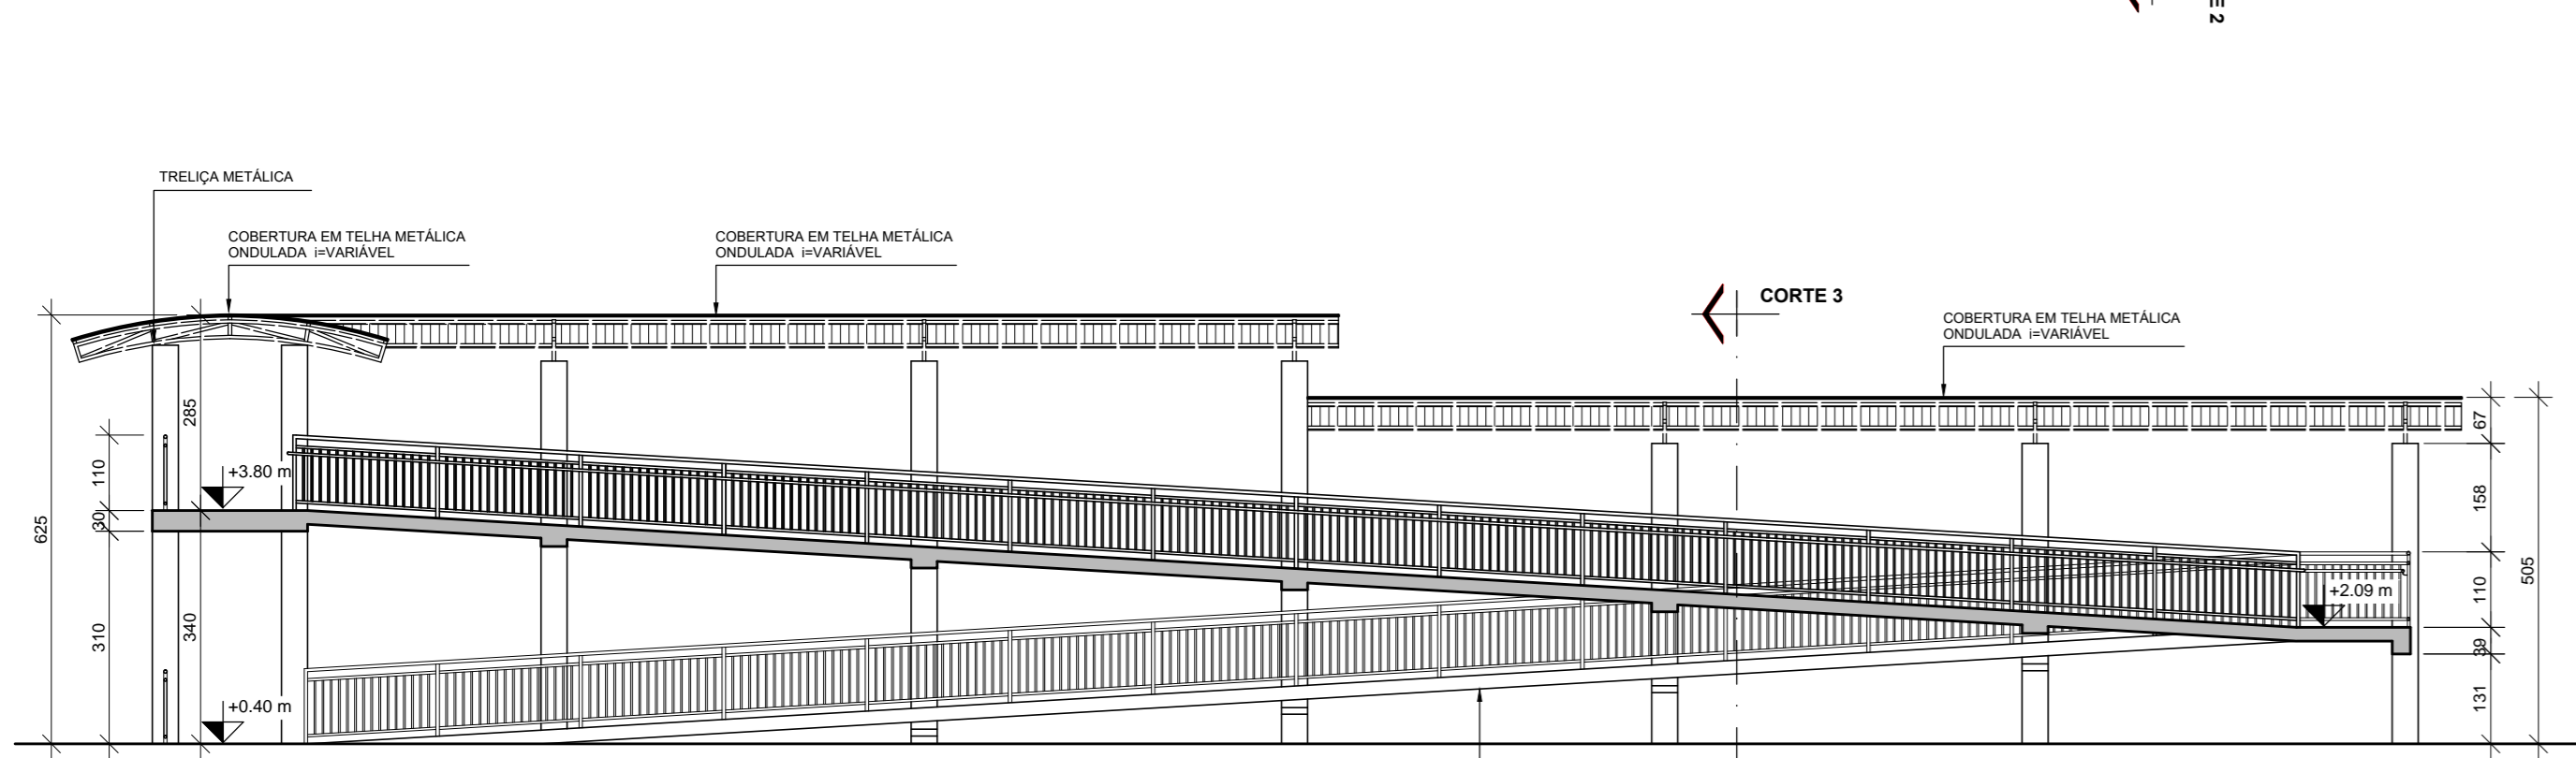 E 2
TRELIÇA METÁLICA
COBERTURA EM TELHA METÁLICA
ONDULADA i=VARIÁVEL
COBERTURA EM TELHA METÁLICA
ONDULADA i=VARIÁVEL
CORTE 3
COBERTURA EM TELHA METÁLICA
ONDULADA i=VARIÁVEL
625
110
30
310
285
340
+3.80 m
+0.40 m
+2.09 m
67
158
110
39
131
505